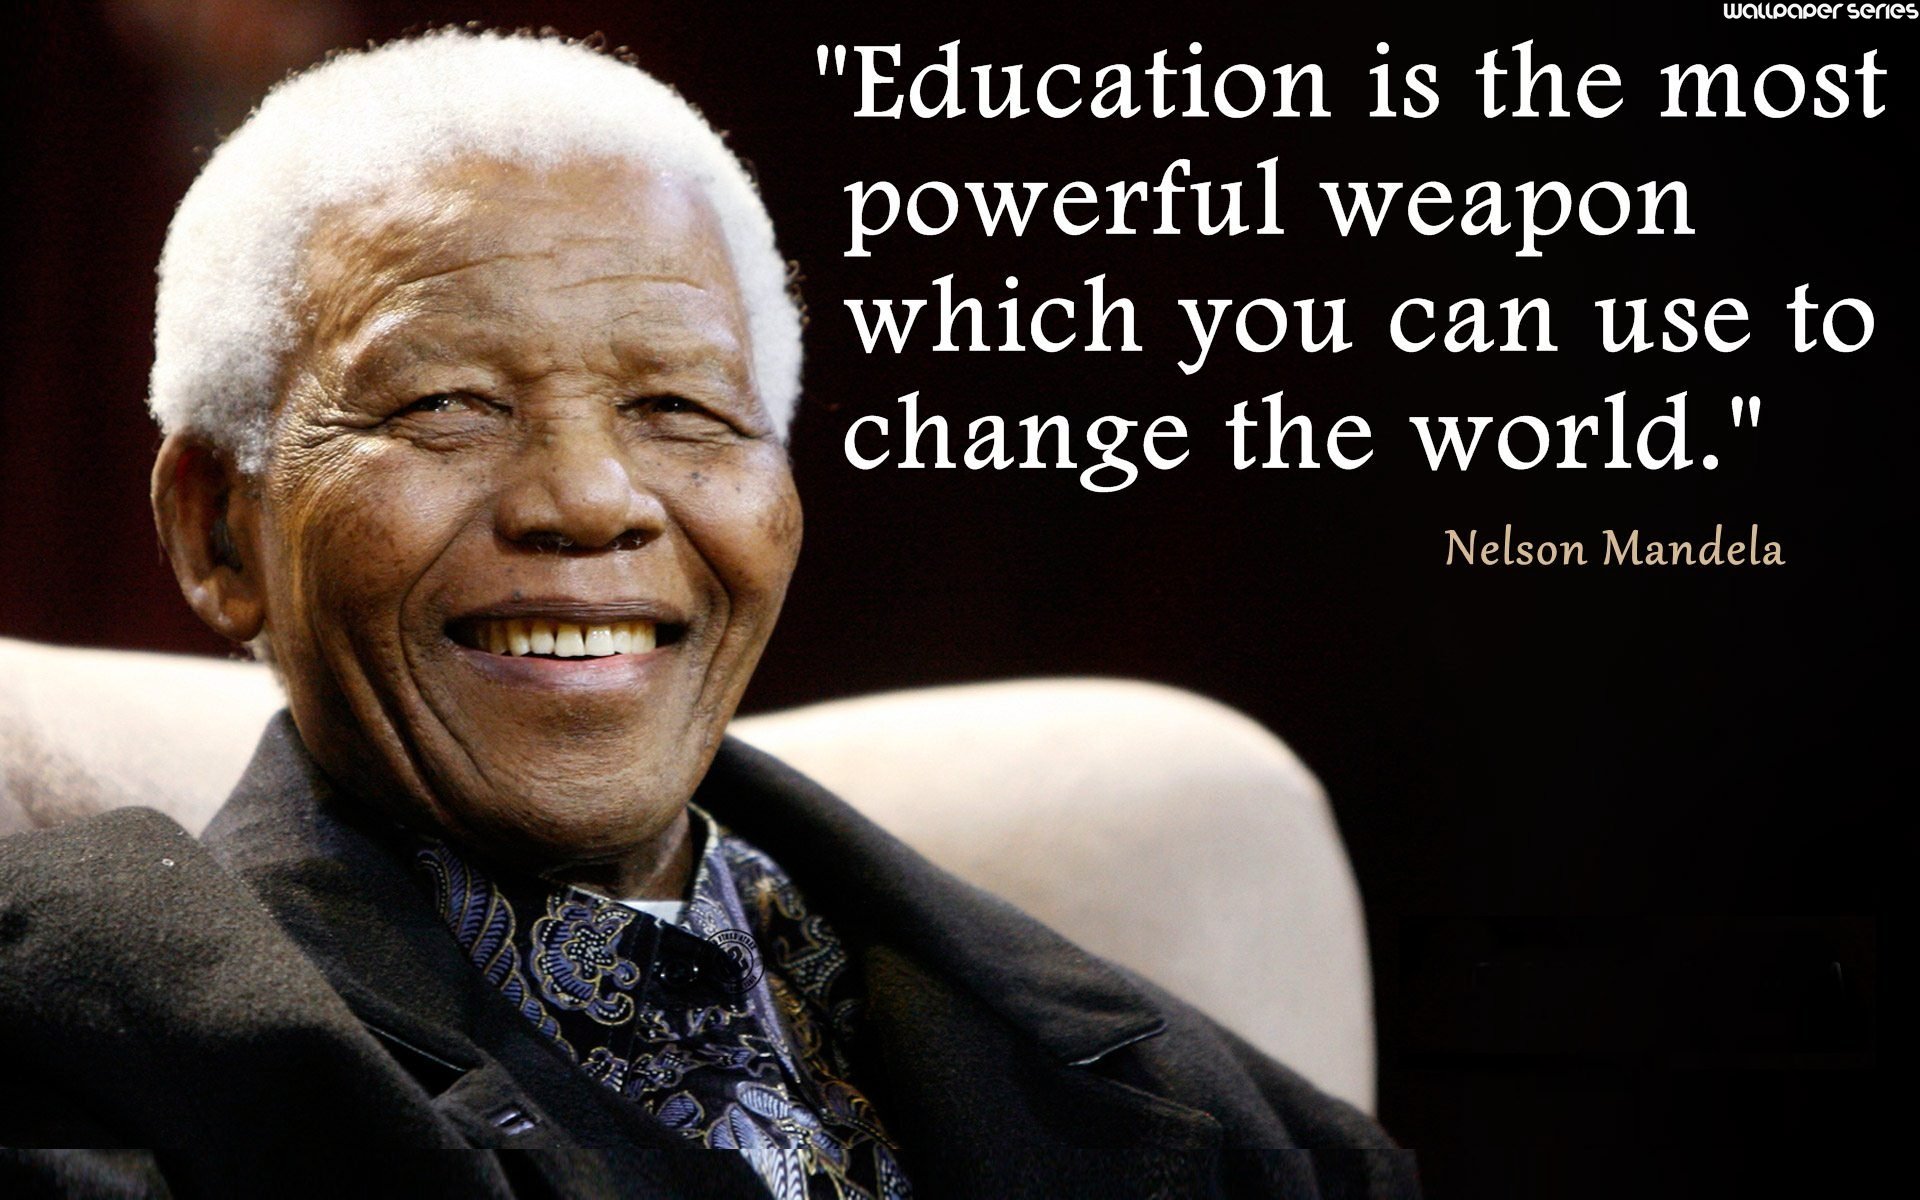 wallpaper series
"Education is the most
powerful weapon
which you can use to
change the world."
Nelson Mandela